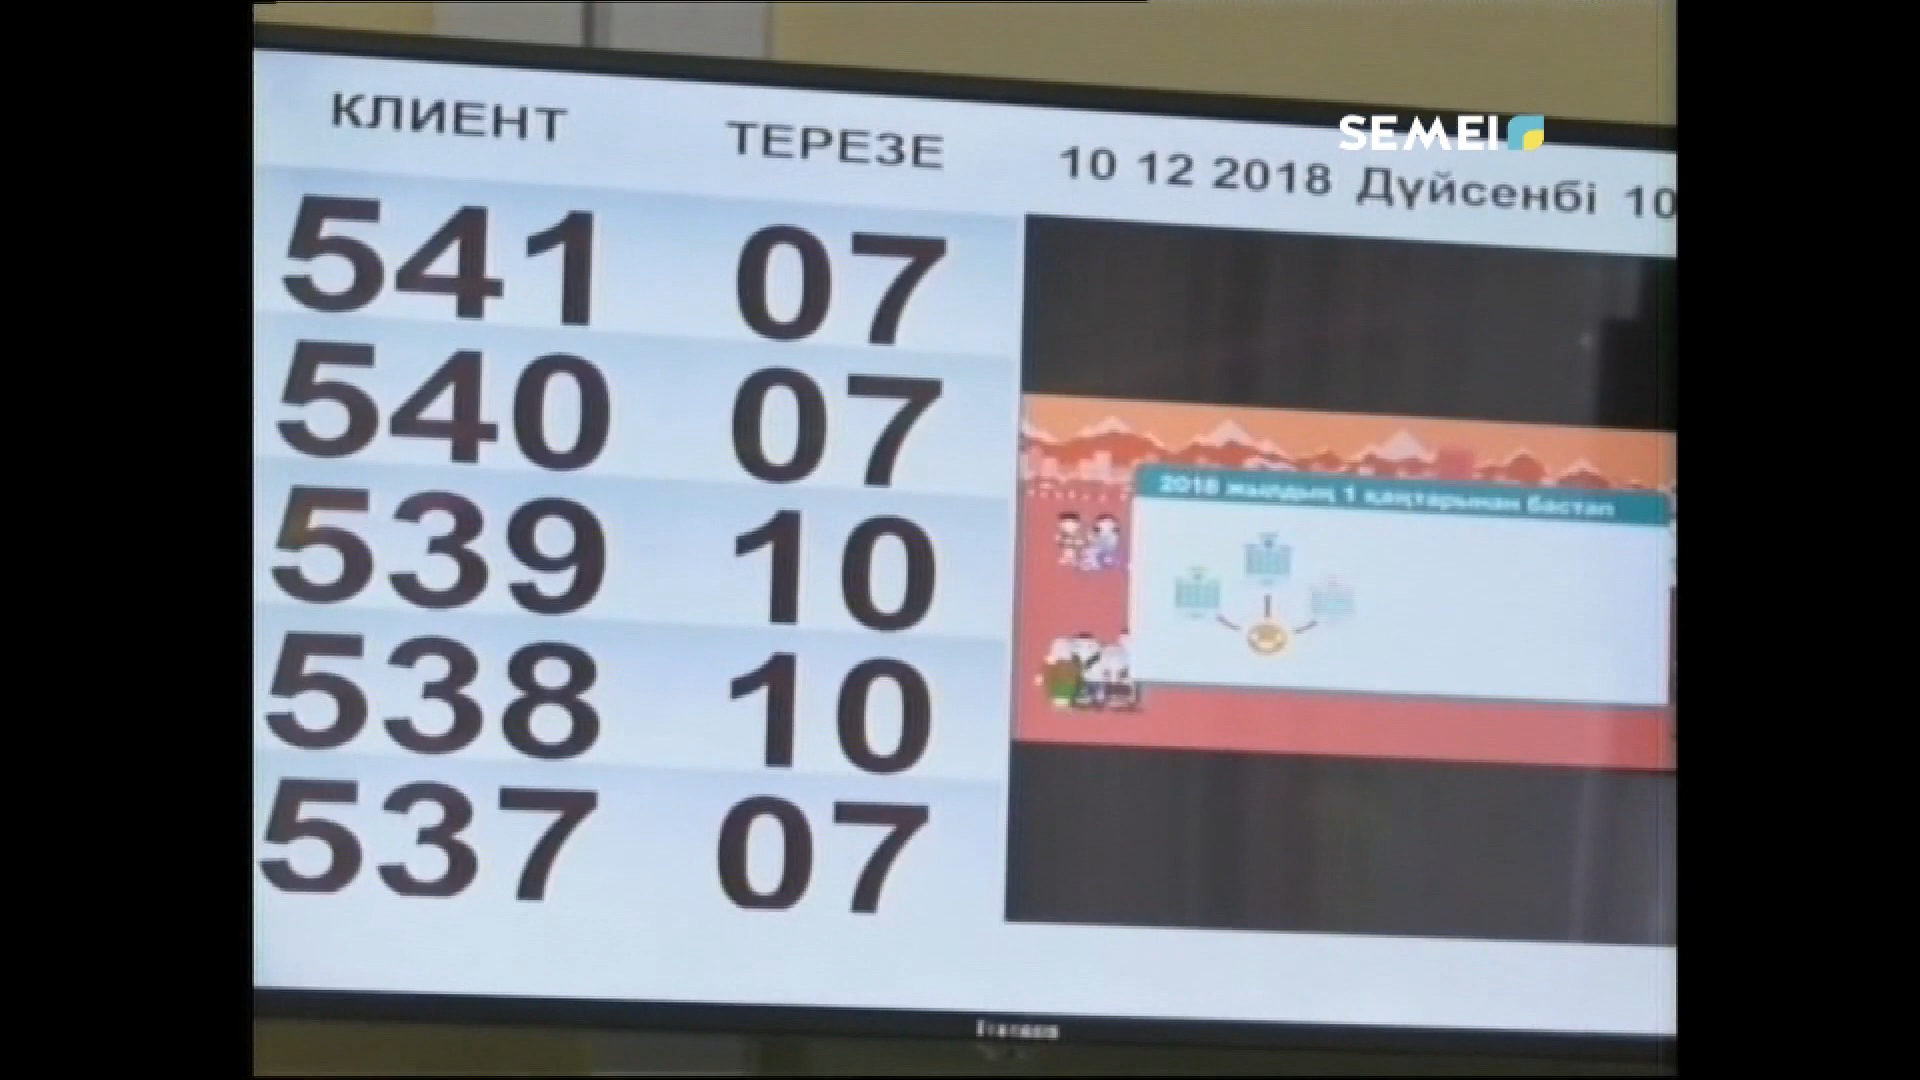 SEMEI
КЛИЕНТ ТЕРЕЗЕ 10 12 2018 Дүйсенбі 10
541 07
540 07
539 10
538 10
537 07
2018 жылдың 1 қаңтарынан бастап